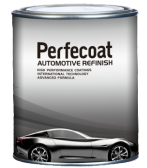 Perfecoat
AUTOMOTIVE REFINISH
HIGH PERFORMANCE COATINGS
INTERNATIONAL TECHNOLOGY
ADVANCED FORMULA